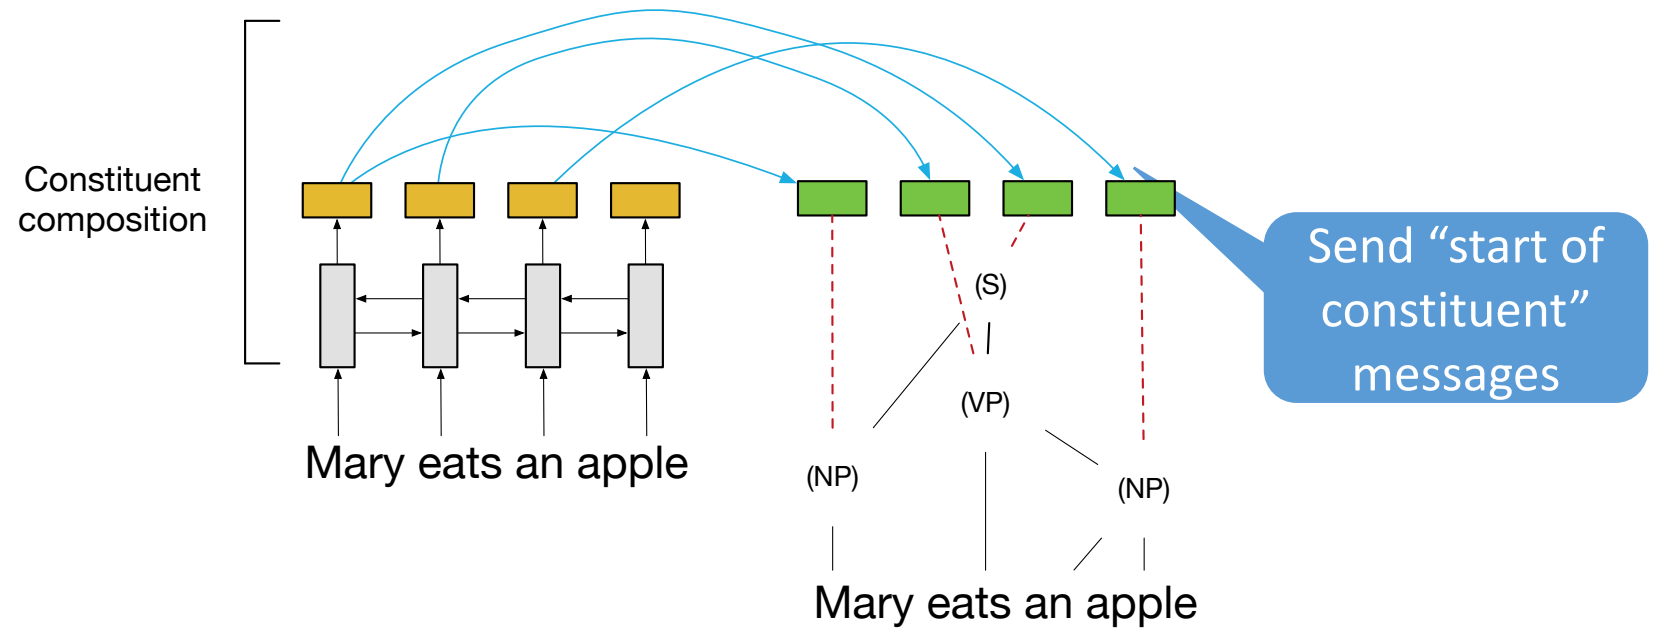 Constituent
composition
Mary eats an apple
(S)
(VP)
(NP)
(NP)
Mary eats an apple
Send “start of
constituent”
messages